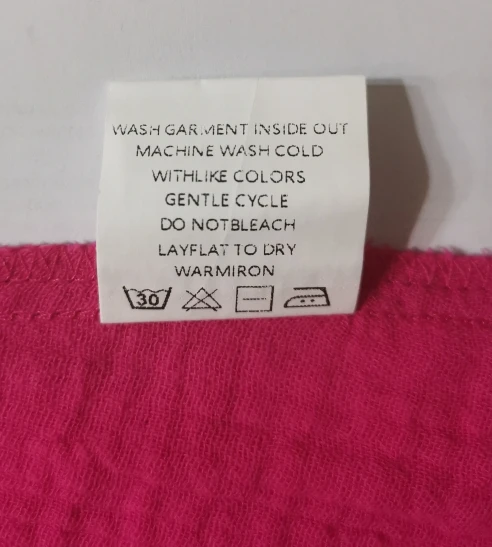 WASH GARMENT INSIDE OUT
MACHINE WASH COLD
WITHLIKE COLORS
GENTLE CYCLE
DO NOTBLEACH
LAYFLAT TO DRY
WARMIRON
30